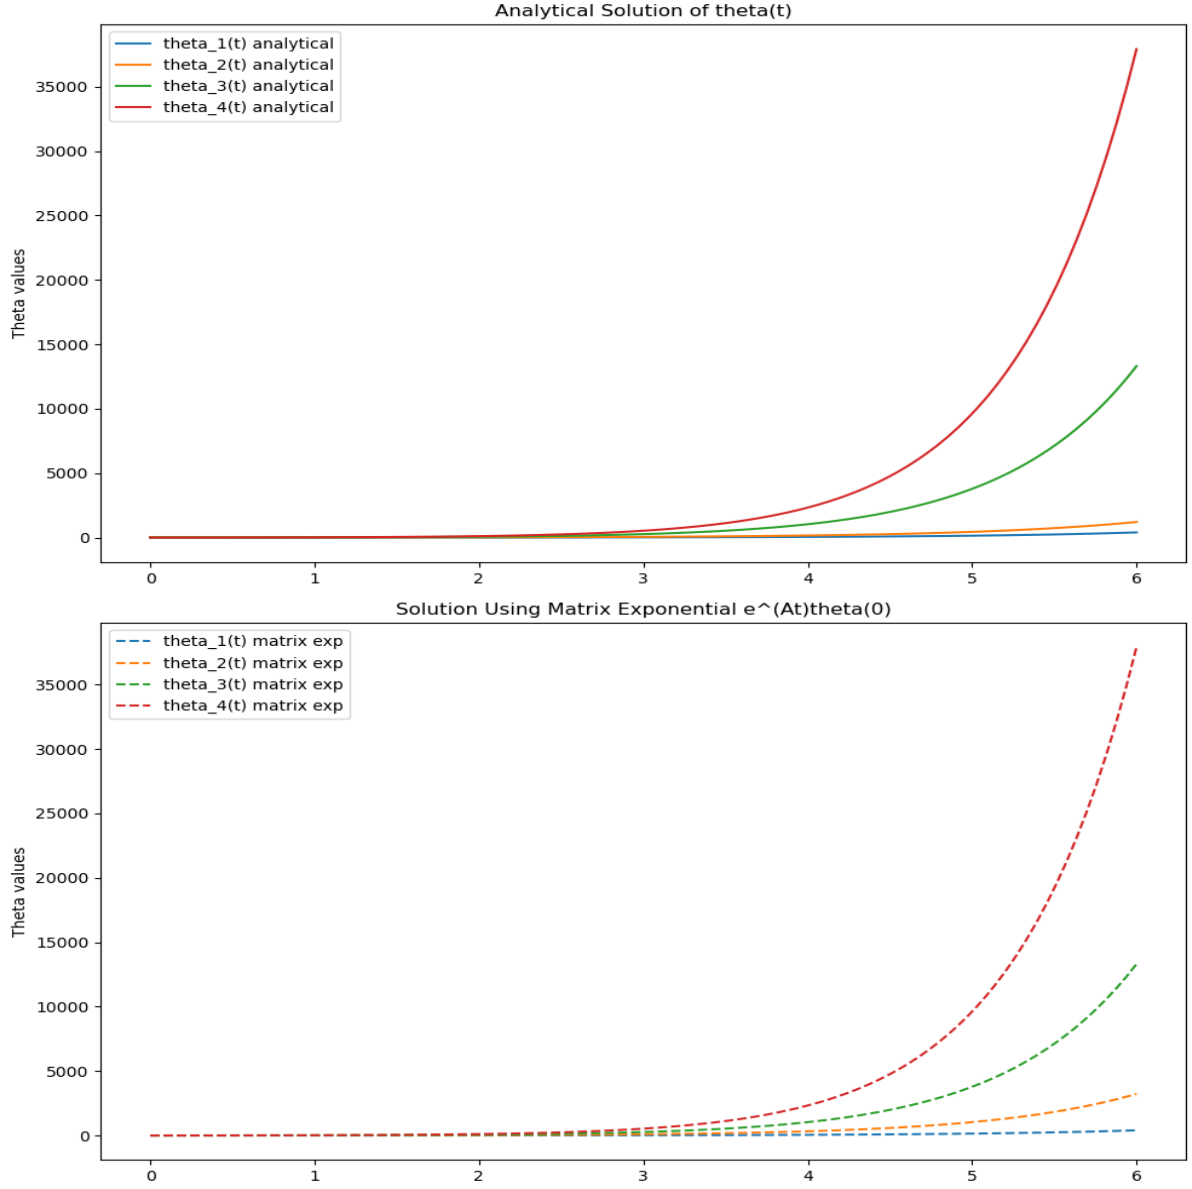 Analytical Solution of theta(t)
theta_1(t) analytical
theta_2(t) analytical
theta_3(t) analytical
theta_4(t) analytical
Theta values
35000
30000
25000
20000
15000
10000
5000
0
0 1 2 3 4 5 6
Solution Using Matrix Exponential e^(At)theta(0)
theta_1(t) matrix exp
theta_2(t) matrix exp
theta_3(t) matrix exp
theta_4(t) matrix exp
Theta values
35000
30000
25000
20000
15000
10000
5000
0
0 1 2 3 4 5 6